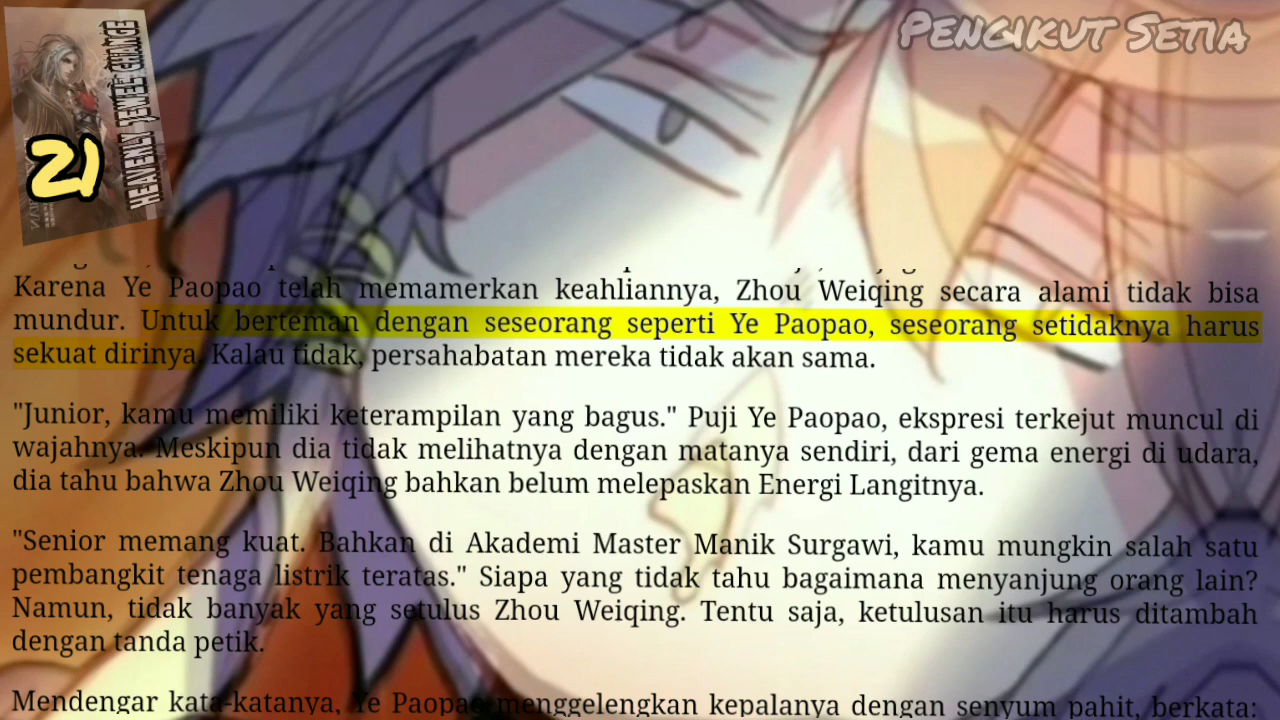 Pengikut Setia
HEAVENLY JEWEL CHANGE
21
Karena Ye Paopao telah memamerkan keahliannya, Zhou Weiqing secara alami tidak bisa
mundur. Untuk berteman dengan seseorang seperti Ye Paopao, seseorang setidaknya harus
sekuat dirinya. Kalau tidak, persahabatan mereka tidak akan sama.
"Junior, kamu memiliki keterampilan yang bagus." Puji Ye Paopao, ekspresi terkejut muncul di
wajahnya. Meskipun dia tidak melihatnya dengan matanya sendiri, dari gema energi di udara,
dia tahu bahwa Zhou Weiqing bahkan belum melepaskan Energi Langitnya.
"Senior memang kuat. Bahkan di Akademi Master Manik Surgawi, kamu mungkin salah satu
pembangkit tenaga listrik teratas." Siapa yang tidak tahu bagaimana menyanjung orang lain?
Namun, tidak banyak yang setulus Zhou Weiqing. Tentu saja, ketulusan itu harus ditambah
dengan tanda petik.
Mendengar kata-katanya, Ye Paopao menggelengkan kepalanya dengan senyum pahit, berkata: